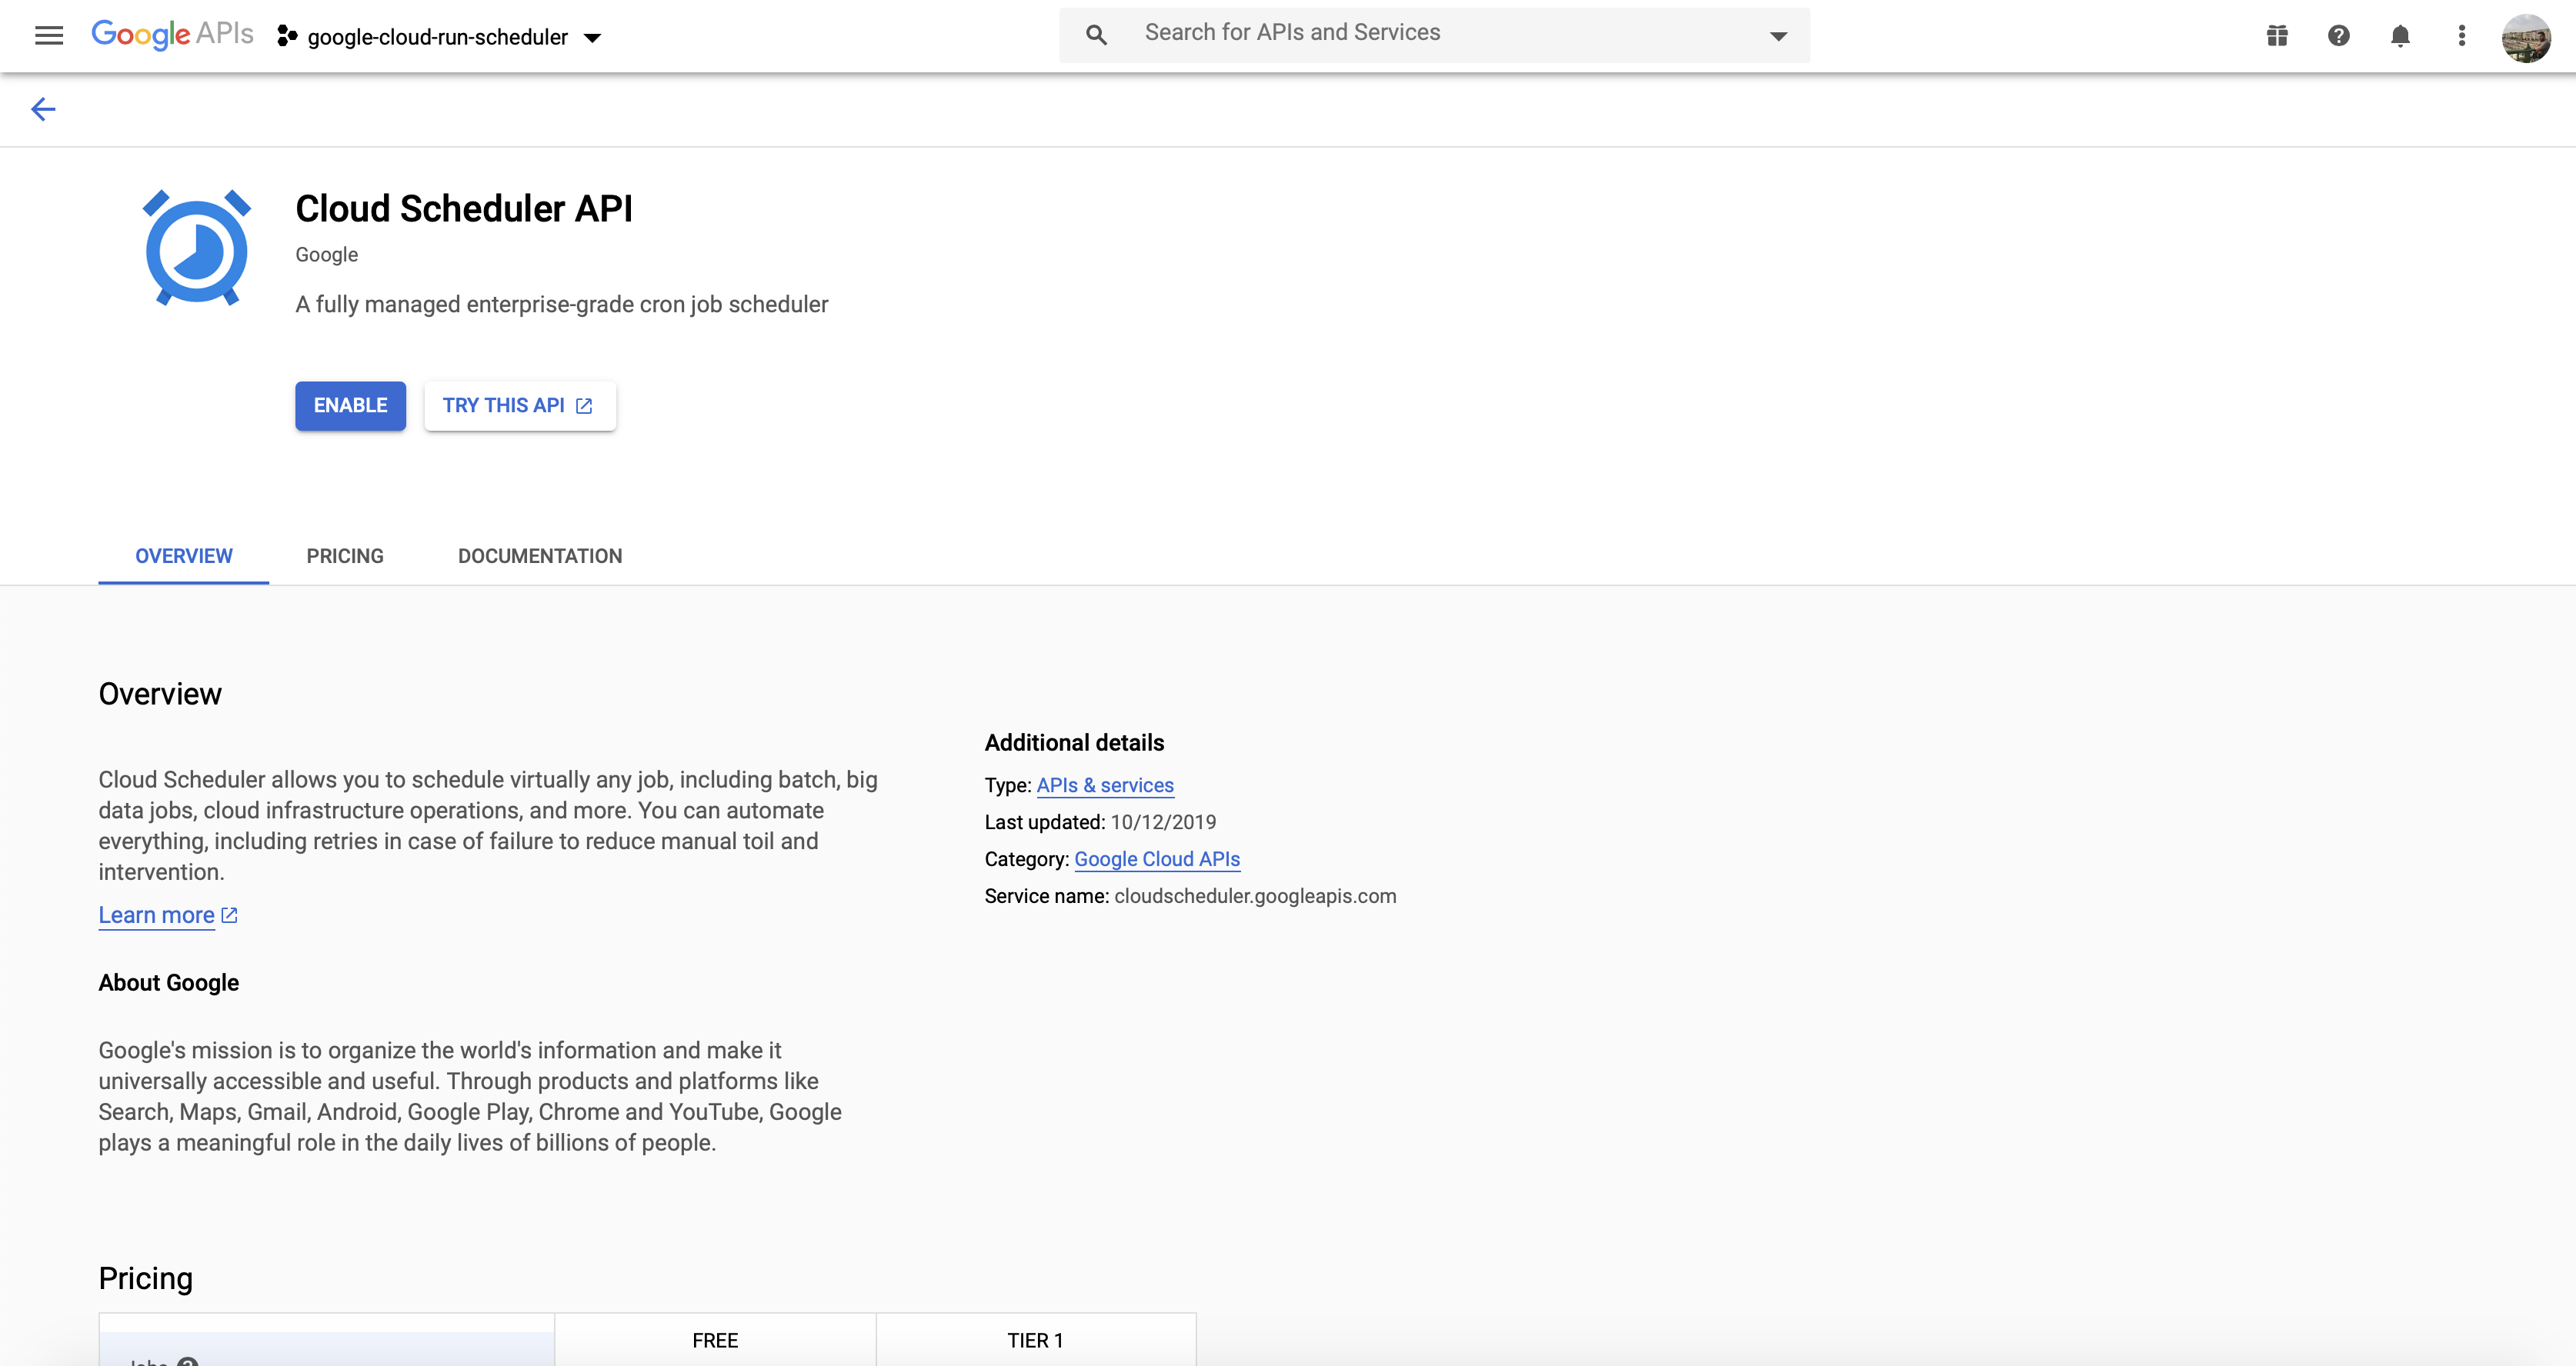 Google APIs
google-cloud-run-scheduler
Search for APIs and Services
Cloud Scheduler API
Google
A fully managed enterprise-grade cron job scheduler
ENABLE
TRY THIS API
OVERVIEW
PRICING
DOCUMENTATION
Overview
Cloud Scheduler allows you to schedule virtually any job, including batch, big
data jobs, cloud infrastructure operations, and more. You can automate
everything, including retries in case of failure to reduce manual toil and
intervention.
Learn more
About Google
Google's mission is to organize the world's information and make it
universally accessible and useful. Through products and platforms like
Search, Maps, Gmail, Android, Google Play, Chrome and YouTube, Google
plays a meaningful role in the daily lives of billions of people.
Additional details
Type: APIs & services
Last updated: 10/12/2019
Category: Google Cloud APIs
Service name: cloudscheduler.googleapis.com
Pricing
FREE
TIER 1